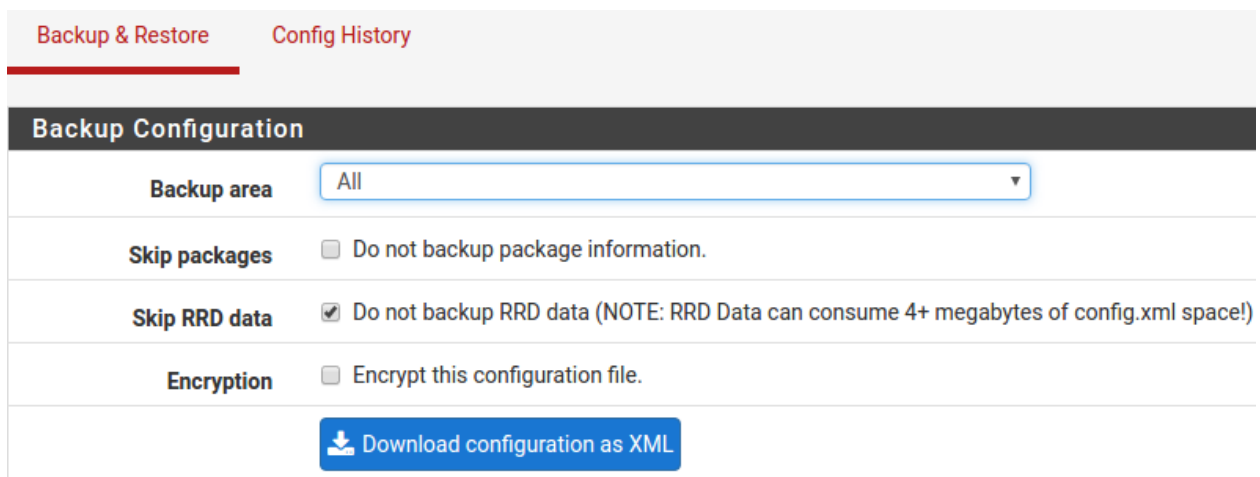 Backup & Restore Config History
Backup Configuration
Backup area All
Skip packages Do not backup package information.
Skip RRD data Do not backup RRD data (NOTE: RRD Data can consume 4+ megabytes of config.xml space!)
Encryption Encrypt this configuration file.
Download configuration as XML